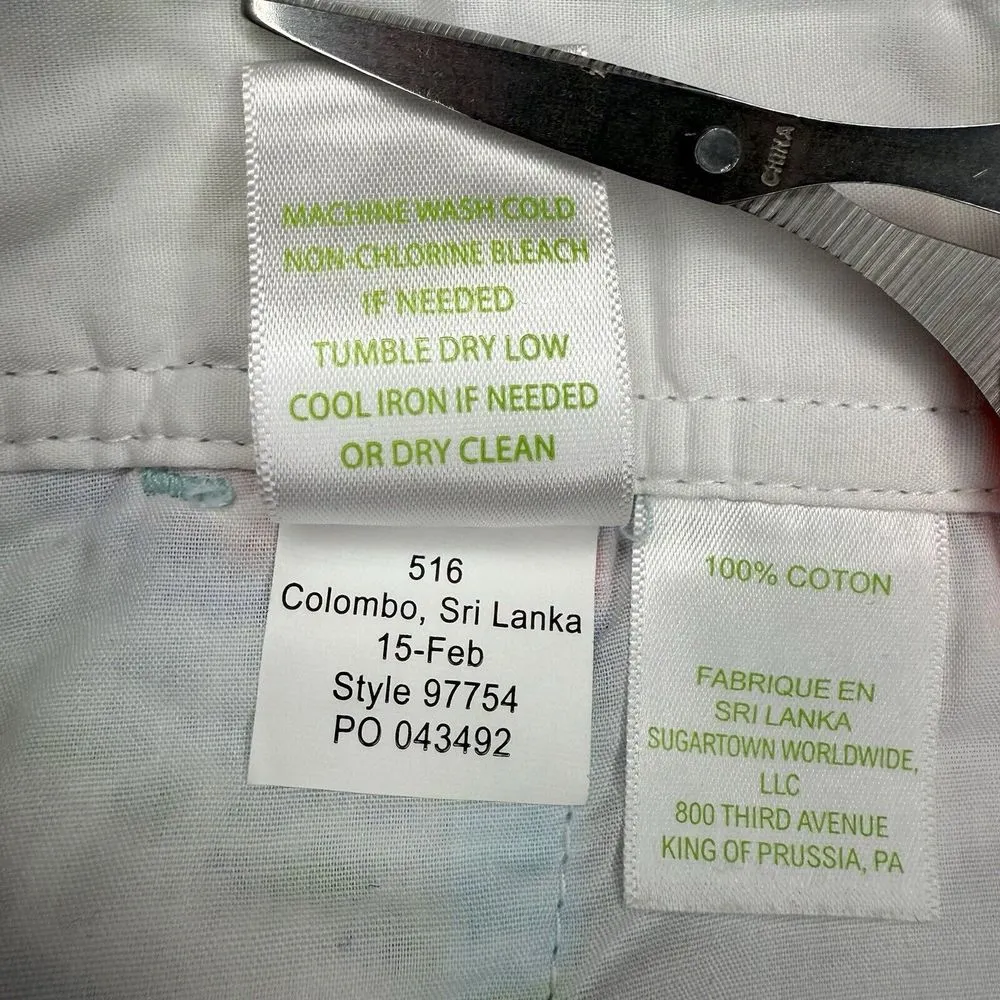 CHINA
MACHINE WASH COLD
NON-CHLORINE BLEACH
IF NEEDED
TUMBLE DRY LOW
COOL IRON IF NEEDED
OR DRY CLEAN
516
Colombo, Sri Lanka
15-Feb
Style 97754
PO 043492
100% COTON
FABRIQUE EN
SRI LANKA
SUGARTOWN WORLDWIDE,
LLC
800 THIRD AVENUE
KING OF PRUSSIA, PA